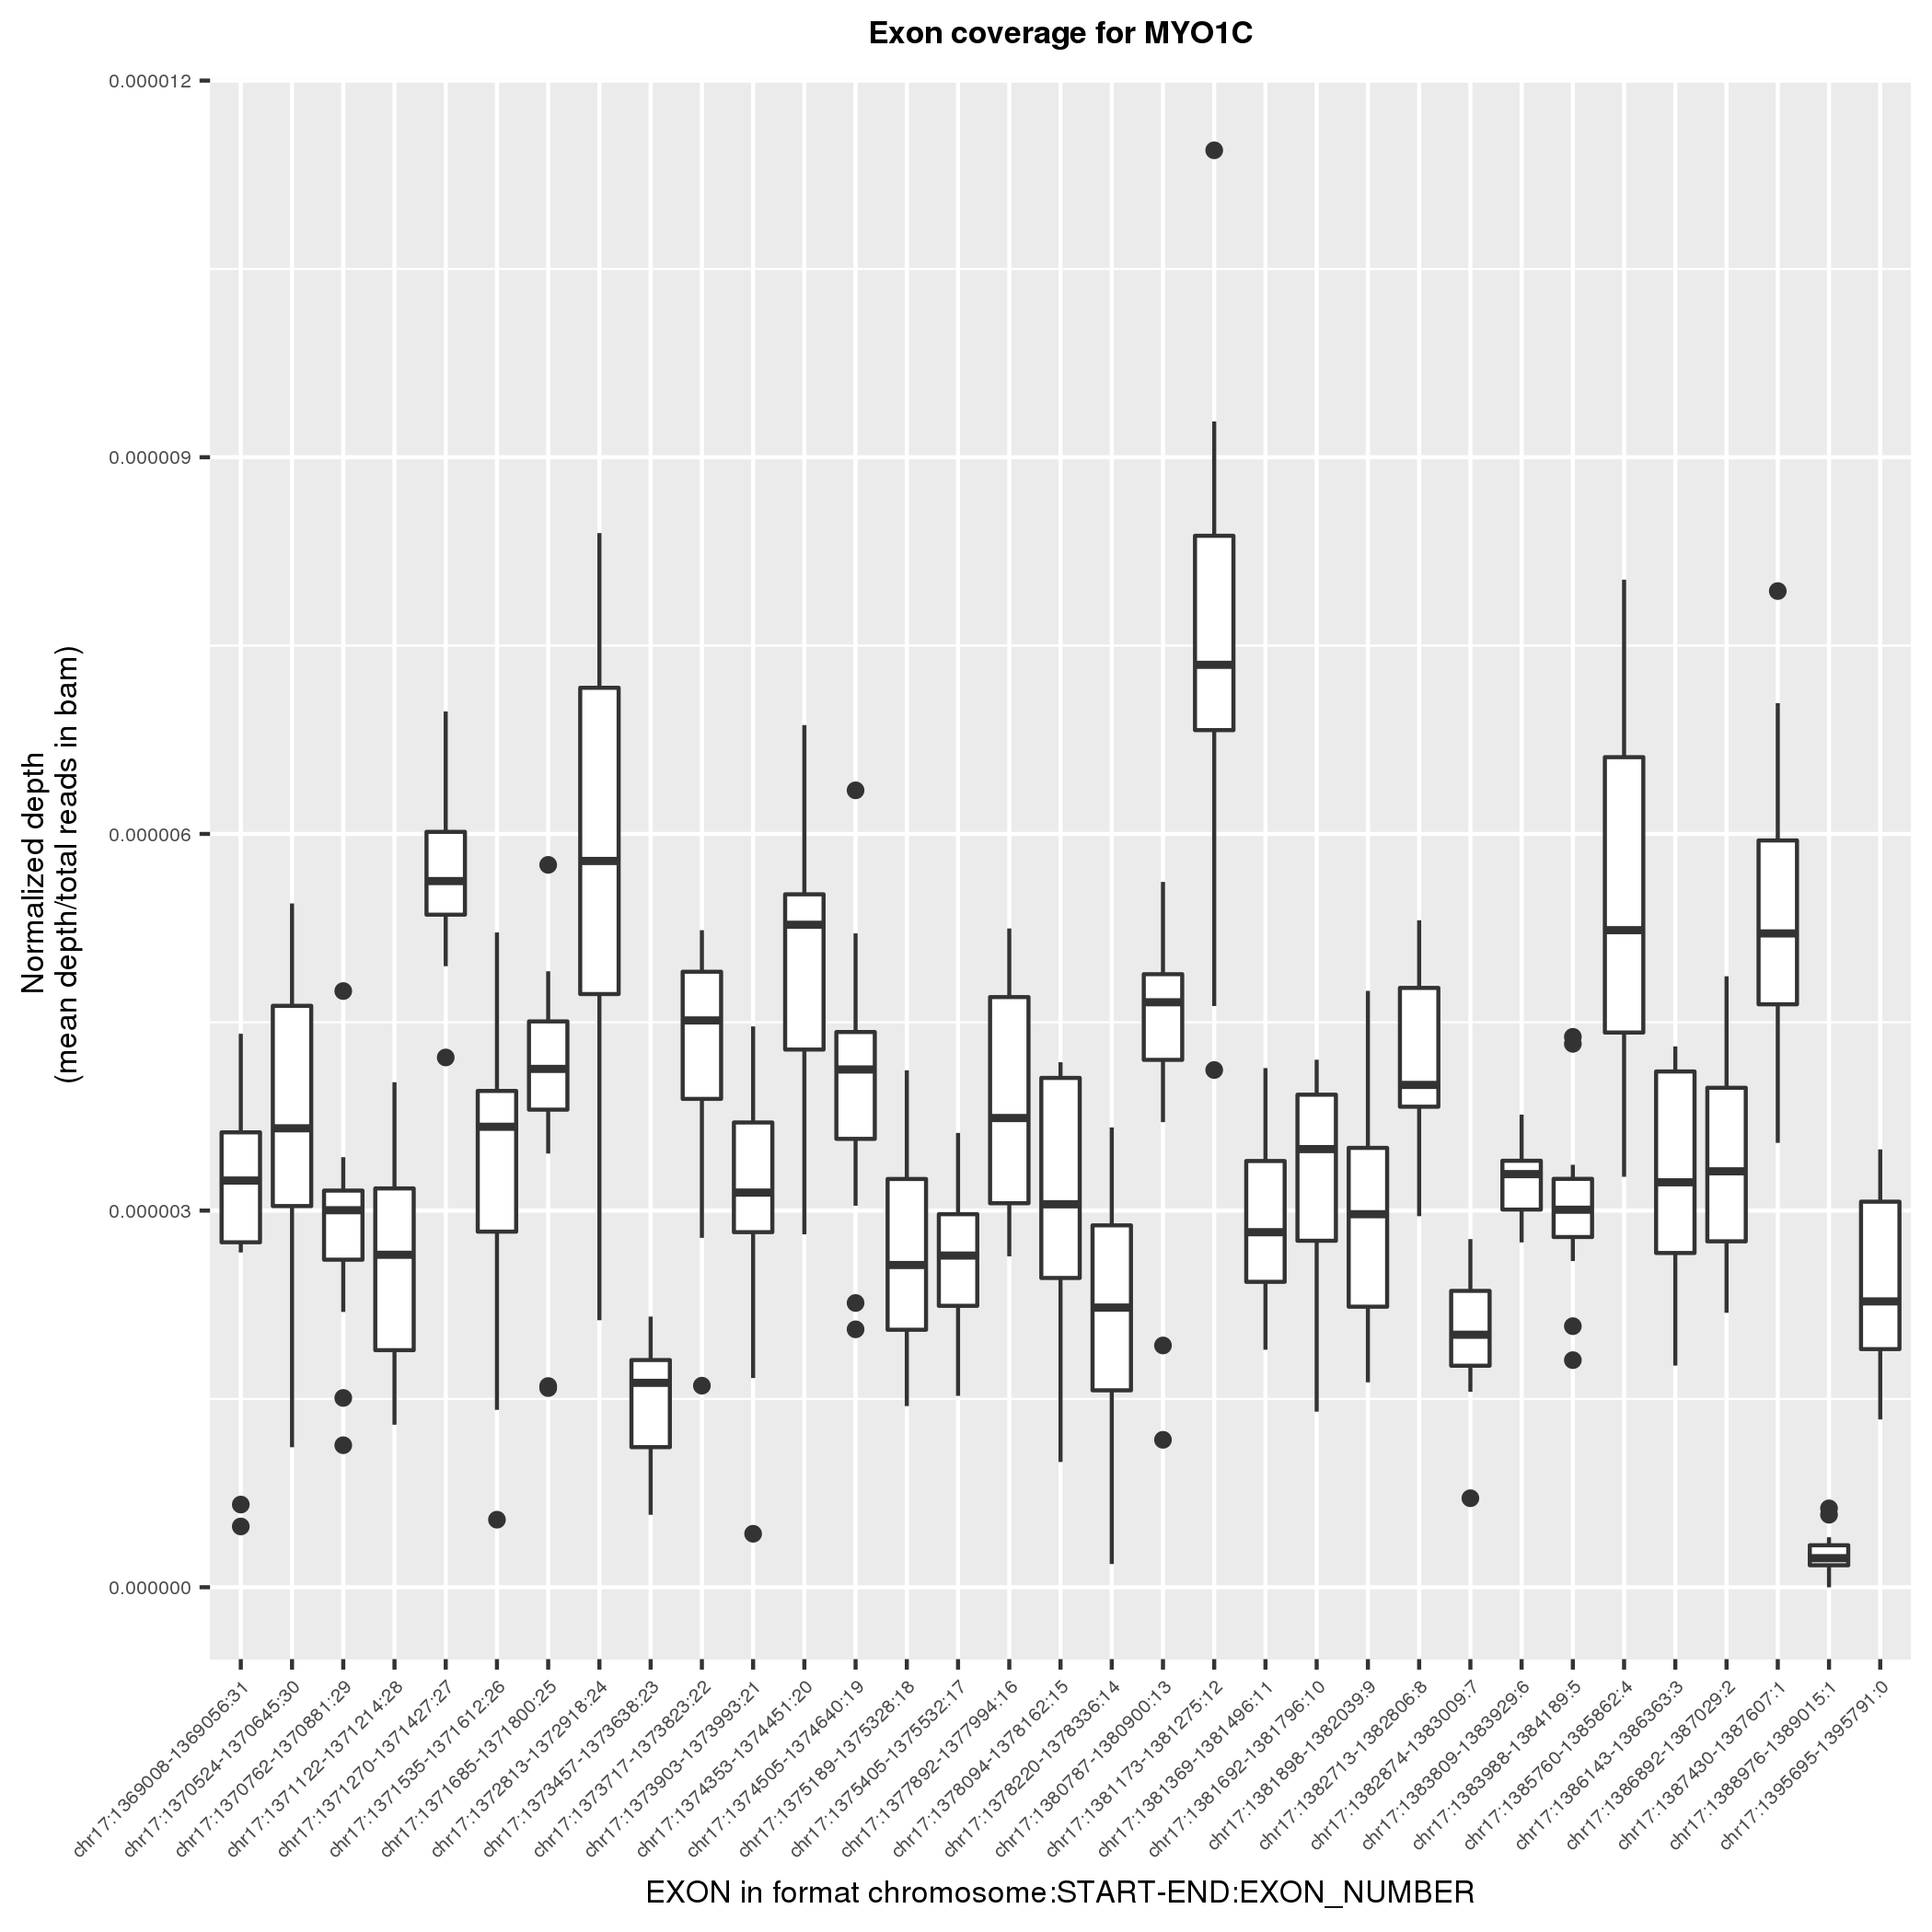 Exon coverage for MYO1C
0.000012
0.000009
0.000006
0.000003
0.000000
Normalized depth
(mean depth/total reads in bam)
chr17:1369008-1369056:31
chr17:1370524-1370645:30
chr17:1370762-1370881:29
chr17:1371122-1371214:28
chr17:1371270-1371427:27
chr17:1371535-1371612:26
chr17:1371685-1371800:25
chr17:1372813-1372918:24
chr17:1373457-1373638:23
chr17:1373717-1373823:22
chr17:1373903-1373993:21
chr17:1374353-1374451:20
chr17:1374505-1374640:19
chr17:1375189-1375328:18
chr17:1375405-1375532:17
chr17:1377892-1377994:16
chr17:1378094-1378162:15
chr17:1378220-1378336:14
chr17:1380787-1380900:13
chr17:1381173-1381275:12
chr17:1381369-1381496:11
chr17:1381692-1381796:10
chr17:1381898-1382039:9
chr17:1382713-1382806:8
chr17:1382874-1383009:7
chr17:1383809-1383929:6
chr17:1383988-1384189:5
chr17:1385760-1385862:4
chr17:1386143-1386363:3
chr17:1386892-1387029:2
chr17:1387430-1387607:1
chr17:1388976-1389015:1
chr17:1395695-1395791:0
EXON in format chromosome:START-END:EXON_NUMBER